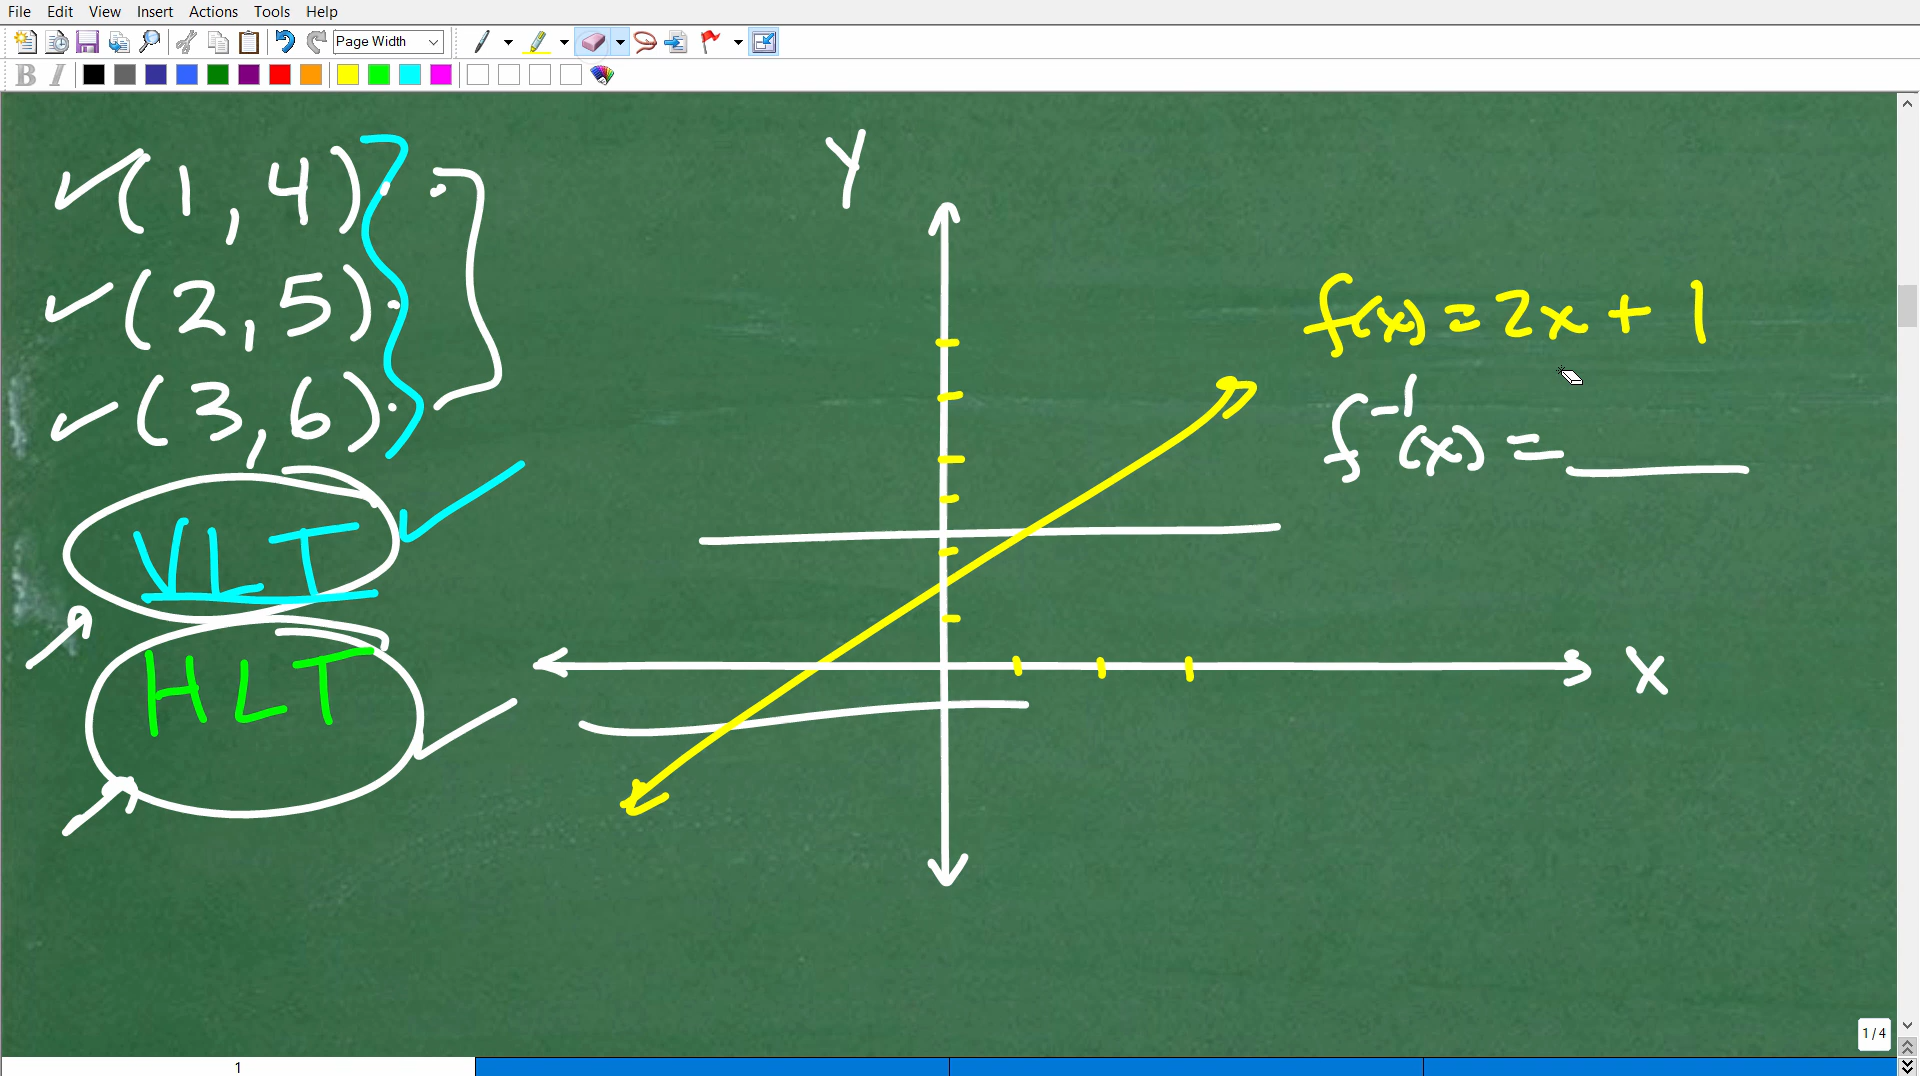 File Edit View Insert Actions Tools Help
Page Width
B I
(1, 4)
(2, 5)
(3, 6)
VLT
HLT
Y
X
f(x) = 2x + 1
f⁻¹(x) = ______
1 / 4
1